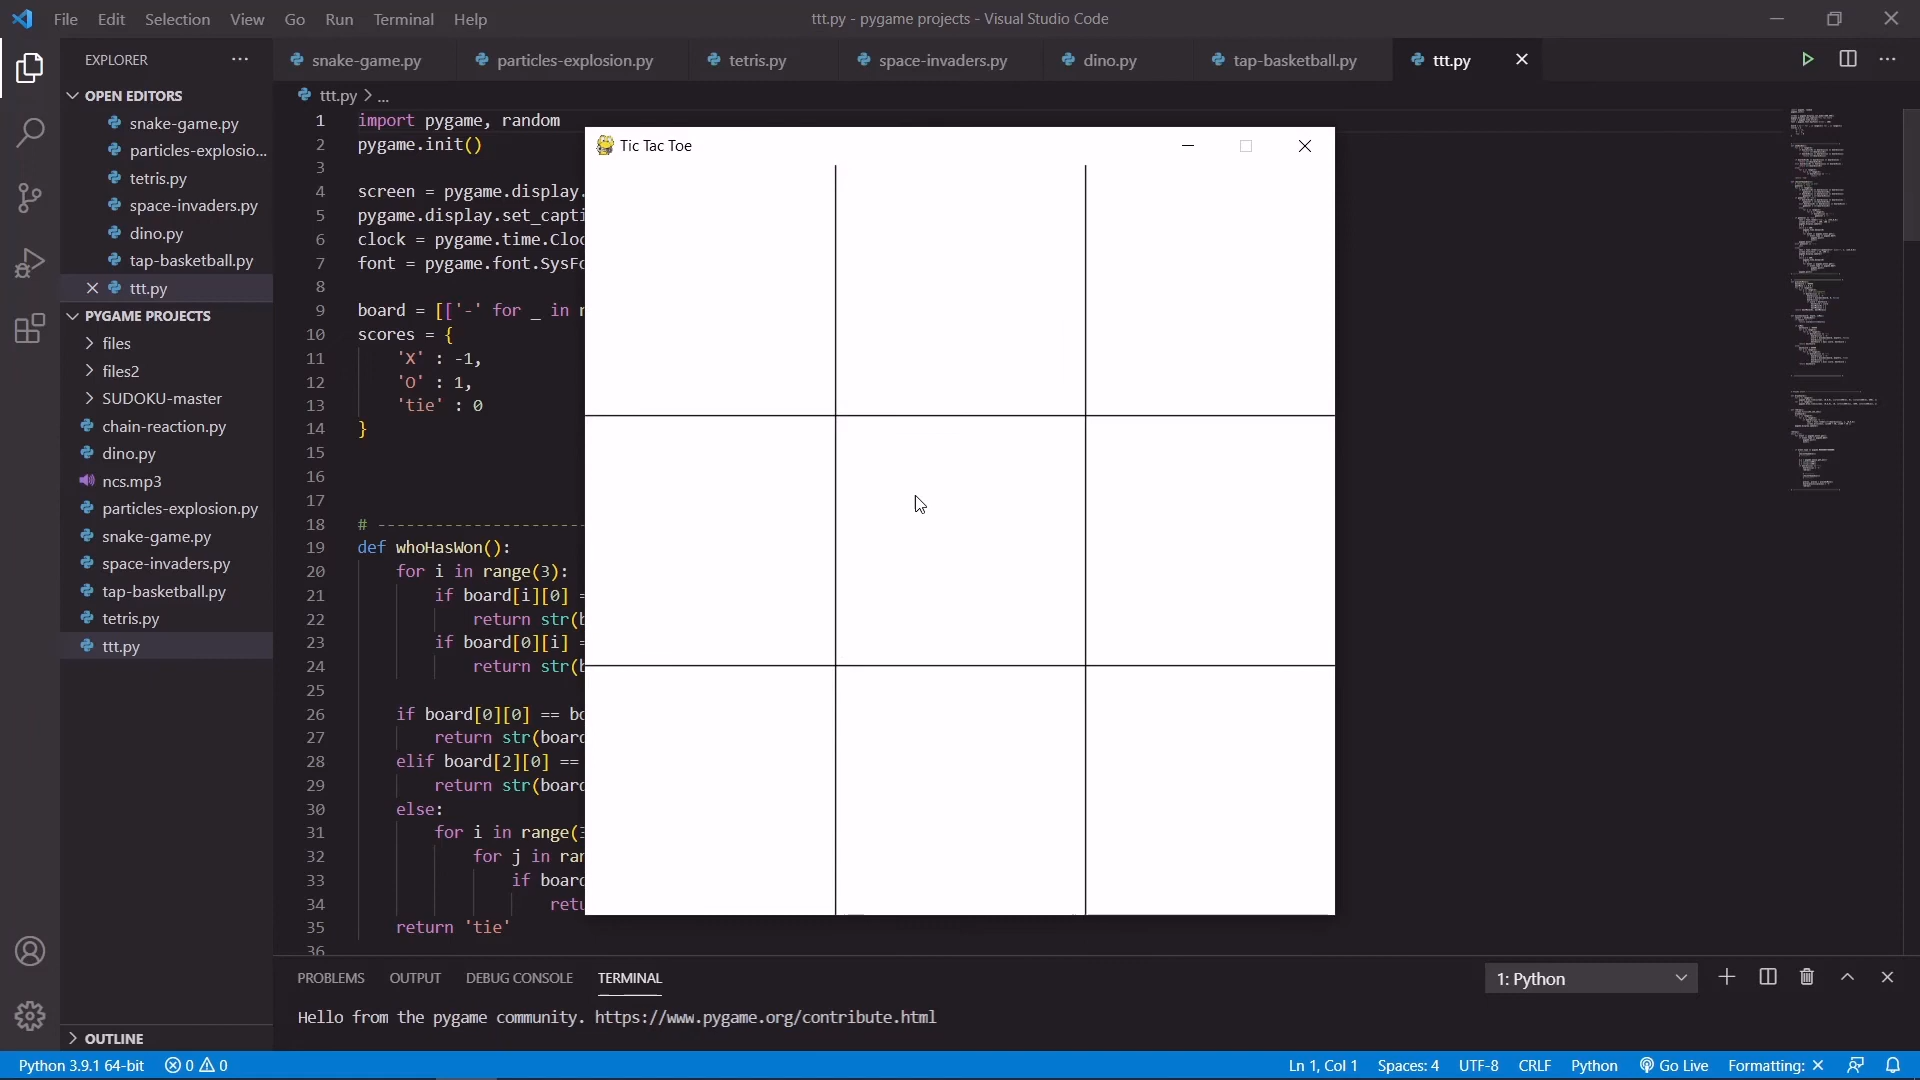 File Edit Selection View Go Run Terminal Help
ttt.py - pygame projects - Visual Studio Code
EXPLORER
snake-game.py particles-explosion.py tetris.py space-invaders.py dino.py tap-basketball.py ttt.py
OPEN EDITORS
snake-game.py
particles-explosio...
tetris.py
space-invaders.py
dino.py
tap-basketball.py
ttt.py
PYGAME PROJECTS
files
files2
SUDOKU-master
chain-reaction.py
dino.py
ncs.mp3
particles-explosion.py
snake-game.py
space-invaders.py
tap-basketball.py
tetris.py
ttt.py
OUTLINE
ttt.py > ...
1 import pygame, random
2 pygame.init()
3
4 screen = pygame.display.
5 pygame.display.set_capti
6 clock = pygame.time.Cloc
7 font = pygame.font.SysFo
8
9 board = [['-' for _ in r
10 scores = {
11 'X' : -1,
12 'O' : 1,
13 'tie' : 0
14 }
15
16
17
18 # ----------------------
19 def whoHasWon():
20 for i in range(3):
21 if board[i][0] =
22 return str(b
23 if board[0][i] =
24 return str(b
25
26 if board[0][0] == bo
27 return str(board
28 elif board[2][0] ==
29 return str(board
30 else:
31 for i in range(3
32 for j in ran
33 if board
34 retu
35 return 'tie'
36
Tic Tac Toe
PROBLEMS OUTPUT DEBUG CONSOLE TERMINAL
1: Python
Hello from the pygame community. https://www.pygame.org/contribute.html
Python 3.9.1 64-bit 0 0
Ln 1, Col 1 Spaces: 4 UTF-8 CRLF Python Go Live Formatting: ✕